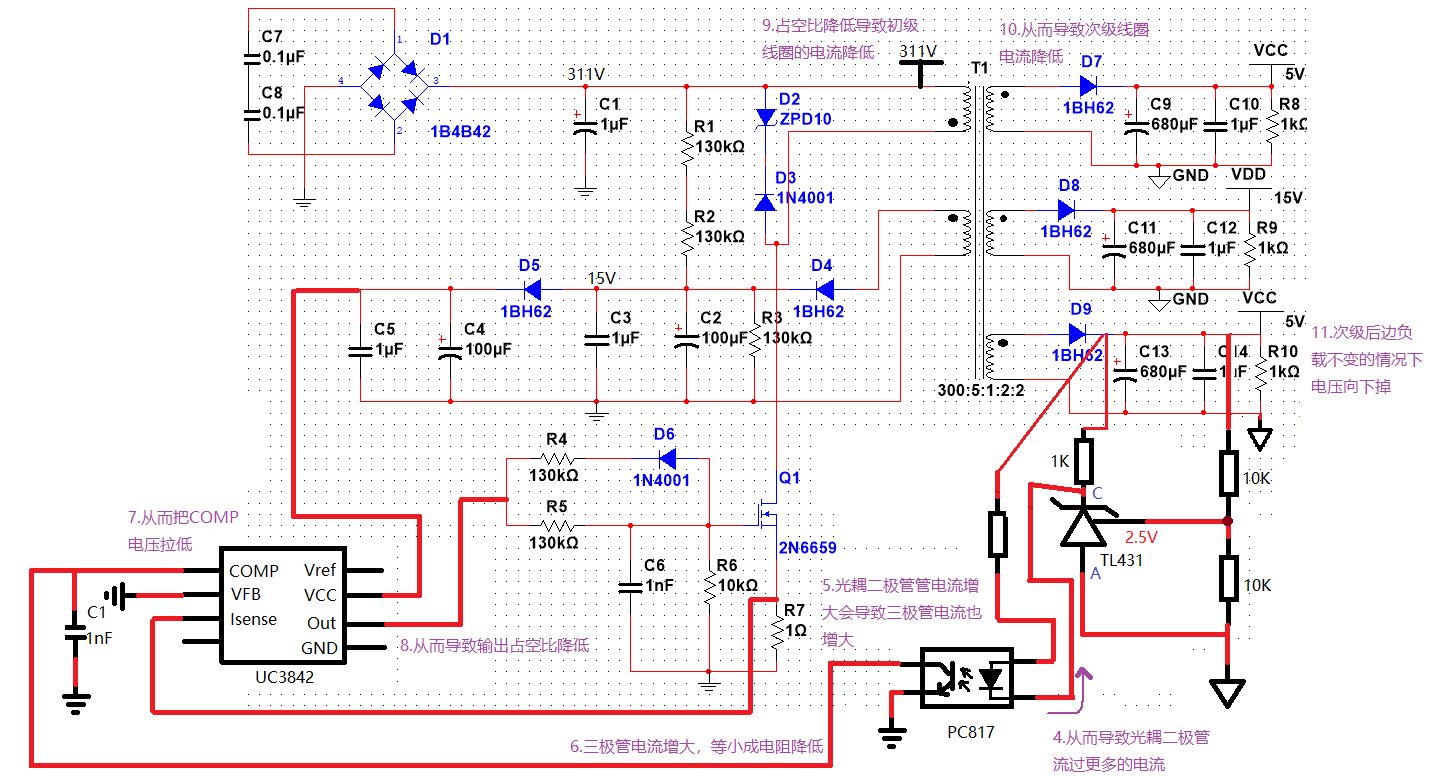 9.占空比降低导致初级
线圈的电流降低
10.从而导致次级线圈
电流降低
C7
0.1µF
C8
0.1µF
D1
1
4
3
2
1B4B42
311V
C1
1µF
R1
130kΩ
R2
130kΩ
D2
ZPD10
D3
1N4001
311V
T1
D7
1BH62
C9
680µF
C10
1µF
R8
1kΩ
VCC
5V
GND
VDD
15V
D8
1BH62
C11
680µF
C12
1µF
R9
1kΩ
GND
VCC
5V
D9
1BH62
C13
680µF
R10
1kΩ
300:5:1:2:2
11.次级后边负
载不变的情况下
电压向下掉
D5
1BH62
15V
D4
1BH62
C5
1µF
C4
100µF
C3
1µF
C2
100µF
R3
130kΩ
R4
130kΩ
D6
1N4001
R5
130kΩ
Q1
2N6659
C6
1nF
R6
10kΩ
R7
1Ω
7.从而把COMP
电压拉低
COMP
VFB
Isense
Vref
VCC
Out
GND
UC3842
C1
1nF
8.从而导致输出占空比降低
5.光耦二极管管电流增
大会导致三极管电流也
增大
6.三极管电流增大，等小成电阻降低
1K
C
2.5V
TL431
A
10K
10K
PC817
4.从而导致光耦二极管
流过更多的电流